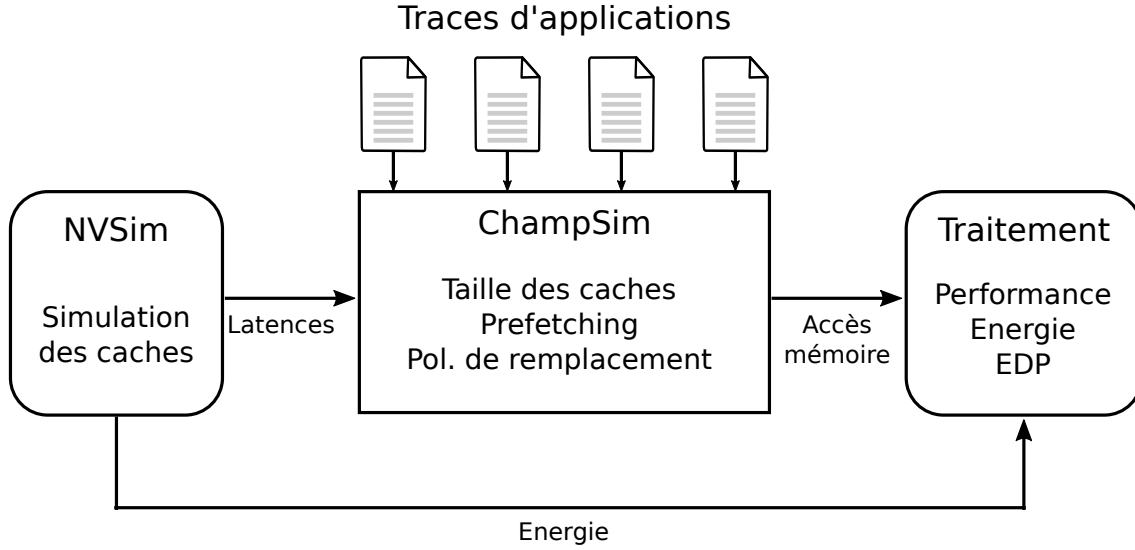 Traces d'applications
NVSim
Simulation
des caches
Latences
ChampSim
Taille des caches
Prefetching
Pol. de remplacement
Accès
mémoire
Traitement
Performance
Energie
EDP
Energie